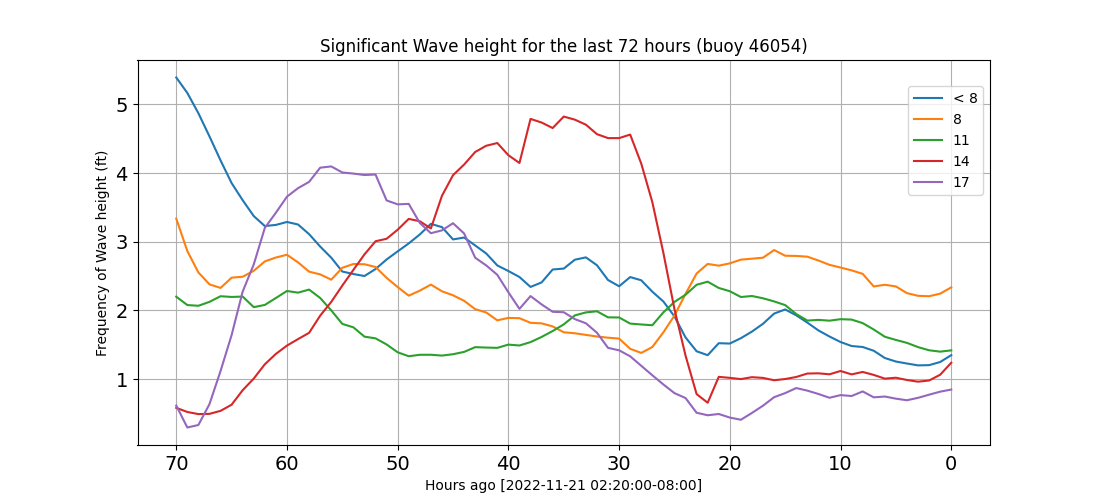 Significant Wave height for the last 72 hours (buoy 46054)
Frequency of Wave height (ft)
5
4
3
2
1
< 8
8
11
14
17
70 60 50 40 30 20 10 0
Hours ago [2022-11-21 02:20:00-08:00]